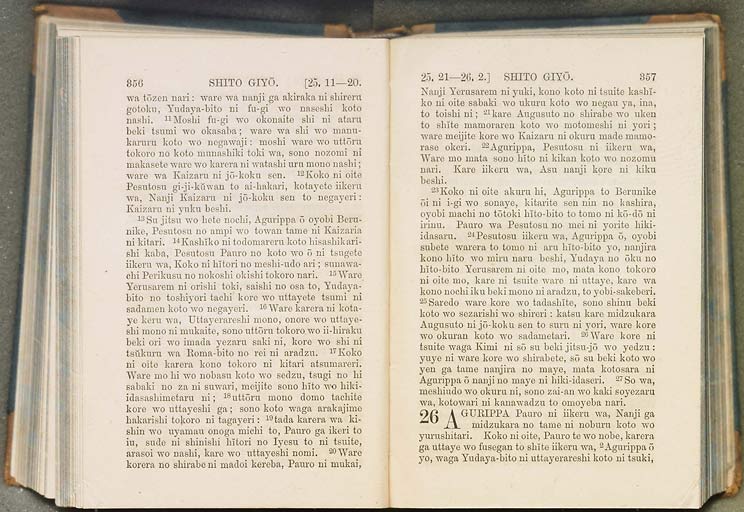 356 SHITO GIYŌ. [25. 11—20.
wa tōzen nari: ware wa nanji ga akiraka ni shireru
gotoku, Yudaya-bito ni fu-gi wo naseshi koto
nashi. 11 Moshi fu-gi wo okonaite shi ni ataru
beki tsumi wo okasaba; ware wa shi wo manu-
karuru koto wo negawaji: moshi ware wo uttōru
tokoro no koto munashiki toki wa, sono nozomi ni
makasete ware wo karera ni watashi uru mono nashi;
ware wa Kaizaru ni jō-koku sen. 12 Koko ni oite
Pesutosu gi-ji-kūwan to ai-hakari, kotayete iikeru
wa, Nanji Kaizaru ni jō-koku sen to negayeri:
Kaizaru ni yuku beshi.
13 Su jitsu wo hete nochi, Agurippa ō oyobi Beru-
nike, Pesutosu no ampi wo towan tame ni Kaizaria
ni kitari. 14 Kashĭko ni todomareru koto hisashikari-
shi kaba, Pesutosu Pauro no koto wo ō ni tsugete
iikeru wa, Koko ni hĭtori no meshi-udo ari; sunawa-
chi Perikusu no nokoshi okishi tokoro nari. 15 Ware
Yerusarem ni orishi toki, saishi no osa to, Yudaya-
bito no toshiyori tachi kore wo uttayete tsumi ni
sadamen koto wo negayeri. 16 Ware karera ni kota-
ye keru wa, Uttayerareshi mono, onore wo uttaye-
shi mono ni mukaite, sono uttōru tokoro wo ii-hiraku
beki ori wo imada yezaru saki ni, kore wo shi ni
tsŭkuru wa Roma-bito no rei ni aradzu. 17 Koko
ni oite karera kono tokoro ni kitari atsumareri.
Ware mo hi wo nobasu koto wo sedzu, tsugi no hi
sabaki no za ni suwari, meijite sono hĭto wo hiki-
idasashimetaru ni; 18 uttōru mono domo tachite
kore wo uttayeshi ga; sono koto waga arakajime
hakarishi tokoro ni tagayeri: 19 tada karera wa ki-
shin wo uyamau onoga michi to, Pauro ga ikeri to
iu, sude ni shinishi hĭtori no Iyesu to ni tsuite,
arasoi wo nashi, kare wo uttayeshi nomi. 20 Ware
korera no shirabe ni madoi kereba, Pauro ni mukai,
25. 21—26. 2.] SHITO GIYŌ. 357
Nanji Yerusarem ni yuki, kono koto ni tsuite kashĭ-
ko ni oite sabaki wo ukuru koto wo negau ya, ina,
to toishi ni; 21 kare Augusuto no shirabe wo uken
to shĭte mamoraren koto wo motomeshi ni yori;
ware meijite kore wo Kaizaru ni okuru made mamo-
rase okeri. 22 Agurippa, Pesutosu ni iikeru wa,
Ware mo mata sono hĭto ni kikan koto wo nozomu
nari. Kare iikeru wa, Asu nanji kore ni kiku
beshi.
23 Koko ni oite akuru hi, Agurippa to Berunike
ōi ni i-gi wo sonaye, kitarite sen nin no kashira,
oyobi machi no tōtoki hĭto-bito to tomo ni kō-dō ni
irinu. Pauro wa Pesutosu no mei ni yorite hiki-
idasaru. 24 Pesutosu iikeru wa, Aguripa ō, oyobi
subete warera to tomo ni aru hĭto-bito yo, nanjira
kono hĭto wo miru naru beshi, Yudaya no ōku no
hĭto-bito Yerusarem ni oite mo, mata kono tokoro
ni oite mo, kare ni tsuite ware ni uttaye, kare wa
kono nochi iku beki mono ni aradzu, to yobi-sakeberi.
25 Saredo ware kore wo tadashĭte, sono shinu beki
koto wo sezarishi wo shireri: katsu kare midzukara
Augusuto ni jō-koku sen to suru ni yori, ware kore
wo okuran koto wo sadametari. 26 Ware kore ni
tsuite waga Kimi ni sō su beki jitsu-jō wo yedzu:
yuye ni ware kore wo shirabete, sō su beki koto wo
yen ga tame nanjira no maye, mata kotosara ni
Aguripa ō nanji no maye ni hiki-idaseri. 27 So wa,
meshiudo wo okuru ni, sono zai-an wo kaki soyezaru
wa, kotowari ni kanawadzu to omoyeba nari.
26 AGURIPPA Pauro ni iikeru wa, Nanji ga
midzukara no tame ni noburu koto wo
yurushitari. Koko ni oite, Pauro te wo nobe, karera
ga uttaye wo fusegan to shĭte iikeru wa, 2 Aguripa ō
yo, waga Yudaya-bito ni uttayerareshi koto ni tsuki,